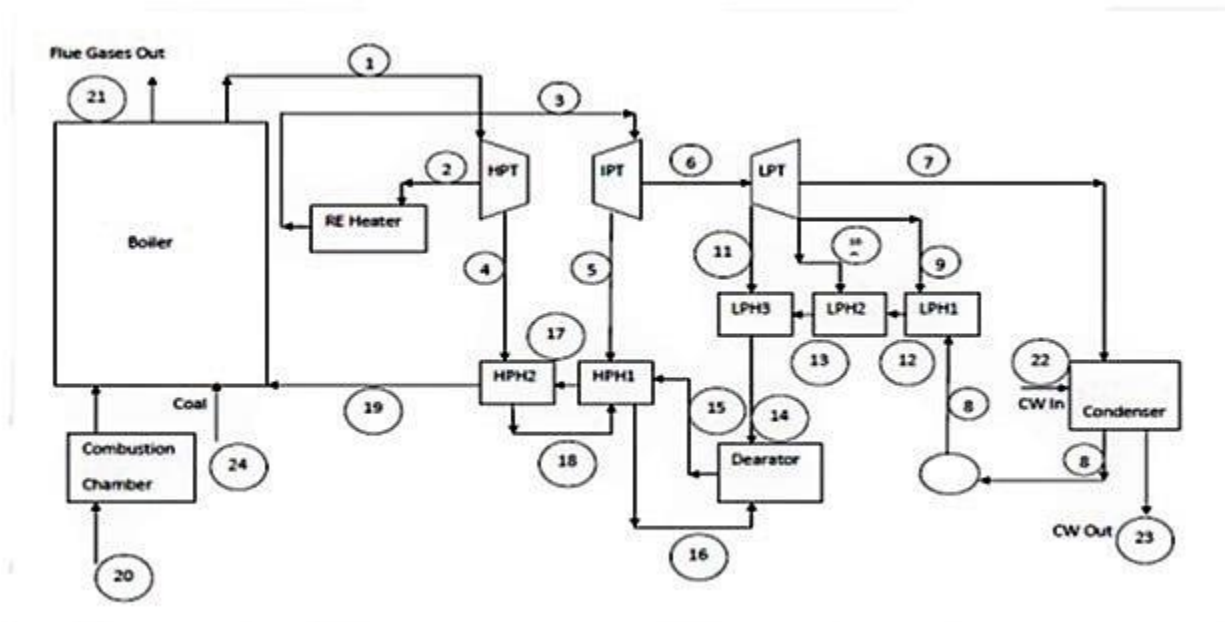 Flue Gases Out
21
1
3
2
HPT
IPT
6
LPT
7
RE Heater
Boiler
4
5
11
9
LPH3
LPH2
LPH1
17
13
12
22
HPH2
HPH1
CW In
Condenser
Coal
19
15
14
8
8
Combustion
Chamber
24
18
Dearator
16
CW Out
23
20